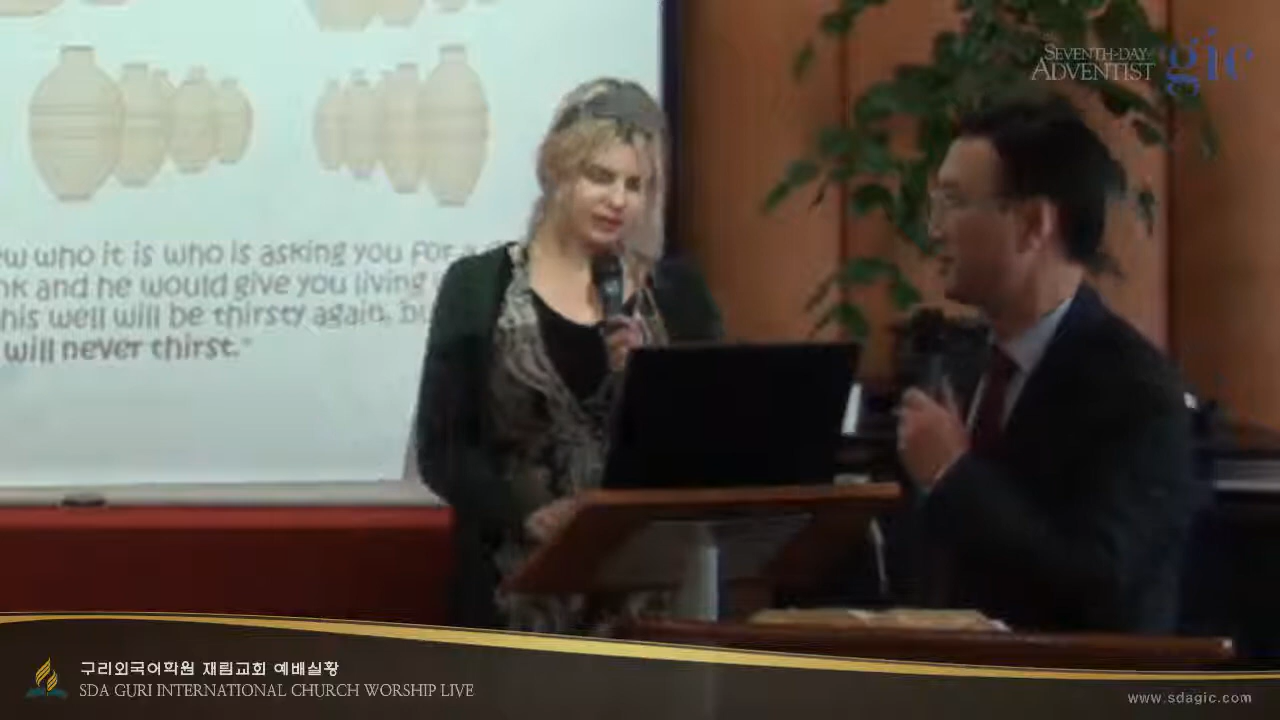 SEVENTH-DAY
ADVENTIST gic
who it is who is asking you for
and he would give you living
this well will be thirsty again, bu
will never thirst."
구리외국어학원 재림교회 예배실황
SDA GURI INTERNATIONAL CHURCH WORSHIP LIVE
www.sdagic.com